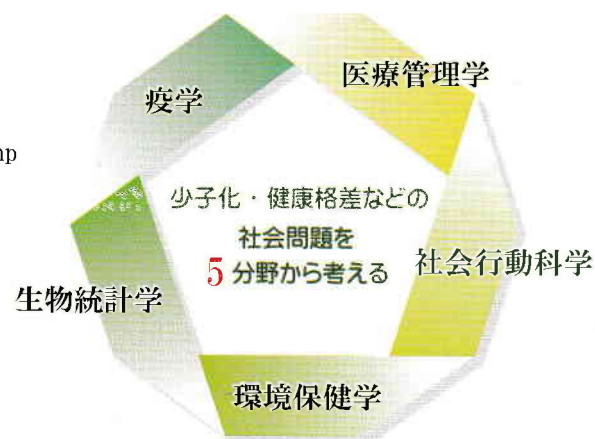 医療管理学
疫学
np
少子化・健康格差などの
社会問題を
5分野から考える
社会行動科学
生物統計学
環境保健学